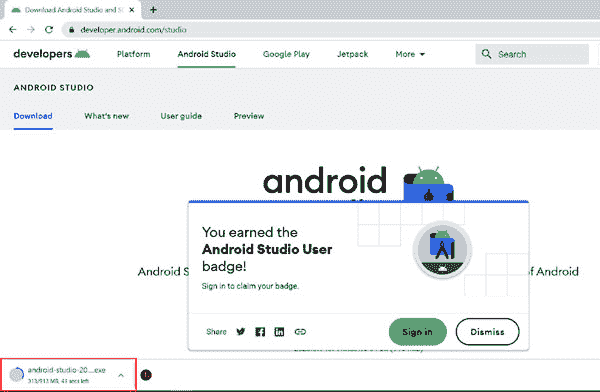 Download Android Studio and S
developer.android.com/studio
developers
Platform
Android Studio
Google Play
Jetpack
More
Search
ANDROID STUDIO
Download
What's new
User guide
Preview
android
You earned the
Android Studio User
badge!
Sign in to claim your badge.
Android S
of Android
Share
Sign in
Dismiss
android-studio-20....exe